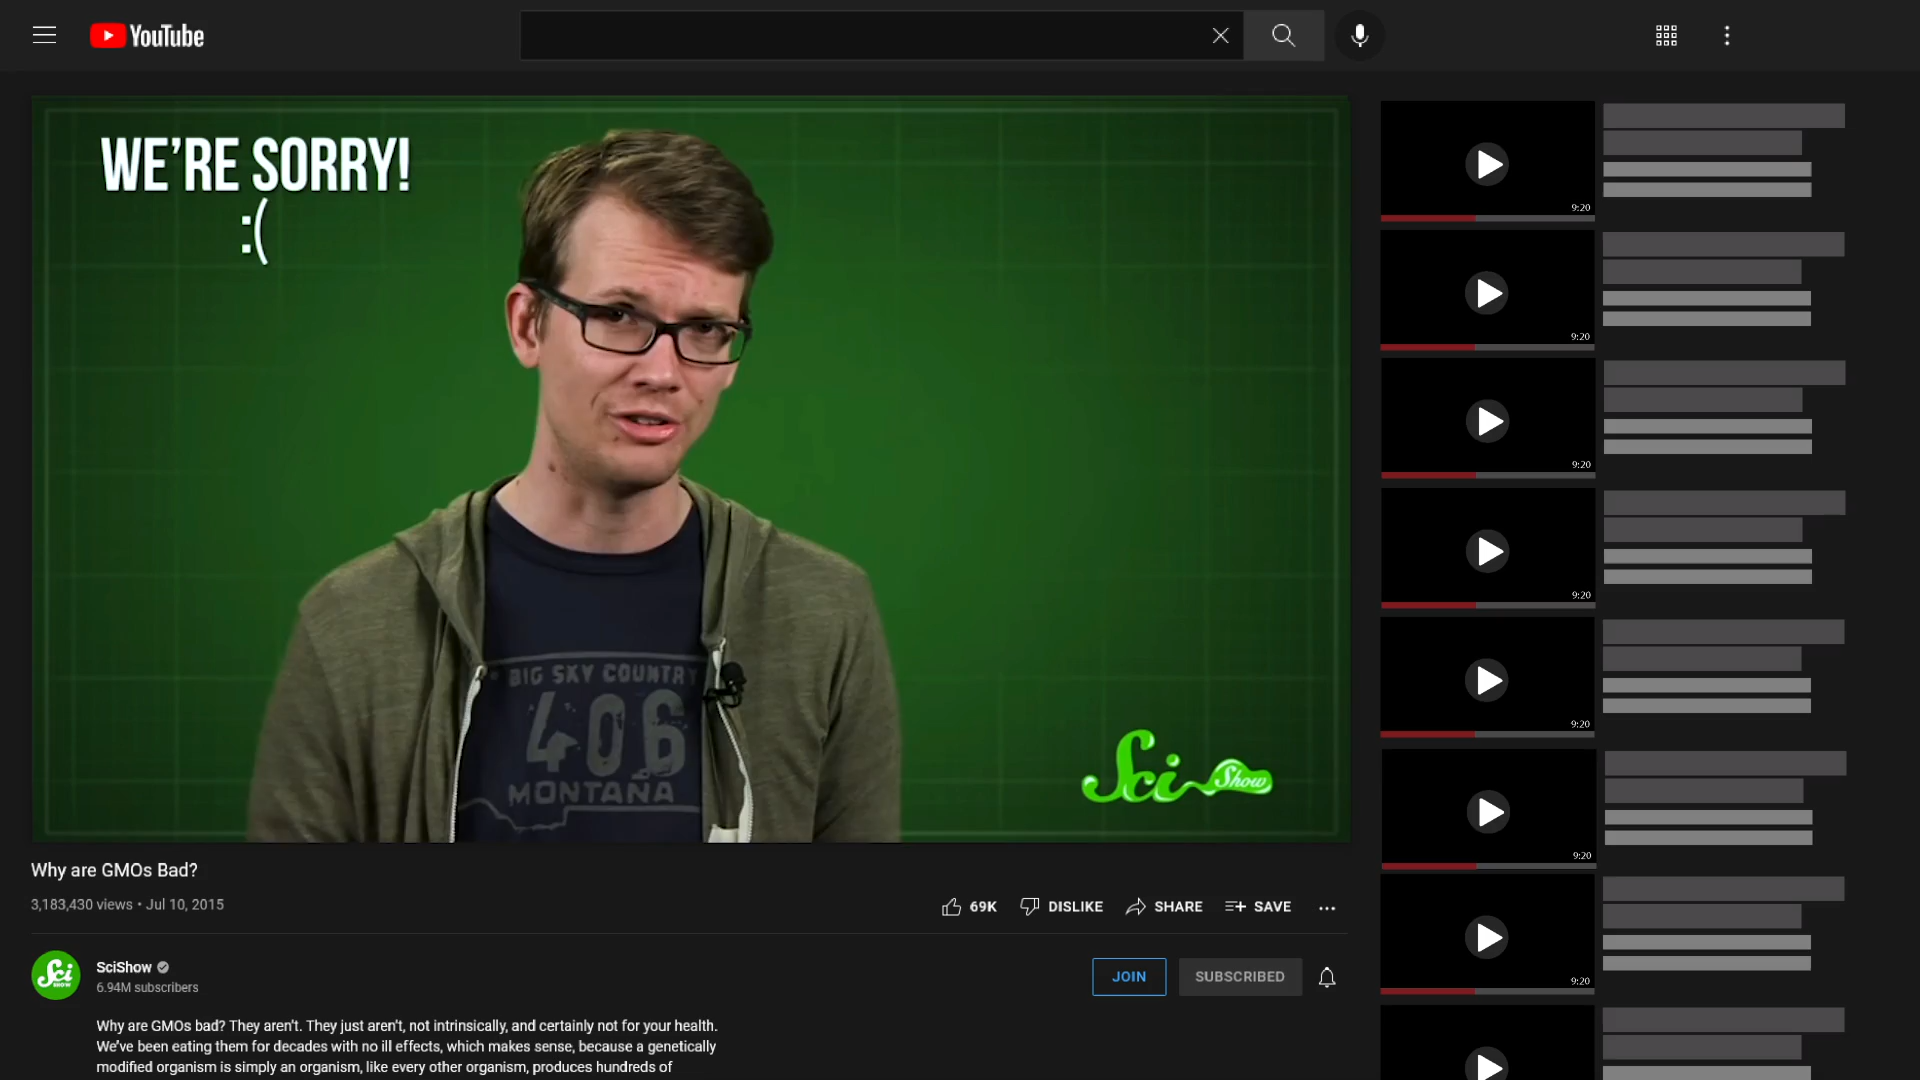 YouTube
WE'RE SORRY!
:(
BIG SKY COUNTRY
406
MONTANA
Sci Show
9:20
9:20
9:20
9:20
9:20
9:20
9:20
Why are GMOs Bad?
3,183,430 views • Jul 10, 2015
69K DISLIKE SHARE SAVE
Sci SHOW
SciShow
6.94M subscribers
JOIN SUBSCRIBED
Why are GMOs bad? They aren't. They just aren't, not intrinsically, and certainly not for your health.
We've been eating them for decades with no ill effects, which makes sense, because a genetically
modified organism is simply an organism, like every other organism, produces hundreds of